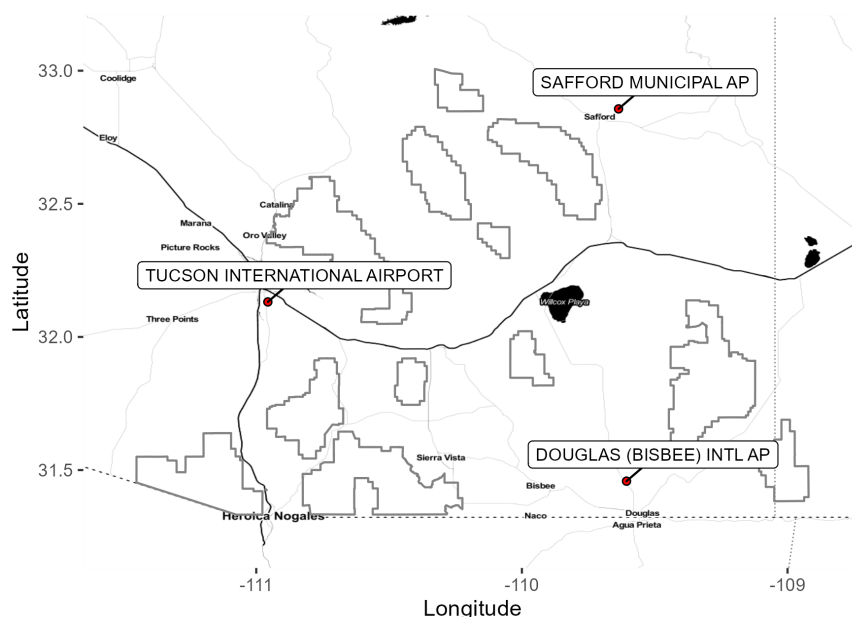 33.0
Coolidge
SAFFORD MUNICIPAL AP
Safford
Eloy
32.5
Catalina
Marana
Oro Valley
Picture Rocks
TUCSON INTERNATIONAL AIRPORT
Willcox Playa
Three Points
32.0
Latitude
DOUGLAS (BISBEE) INTL AP
Sierra Vista
31.5
Bisbee
Heroica Nogales
Naco
Douglas
Agua Prieta
-111
-110
-109
Longitude